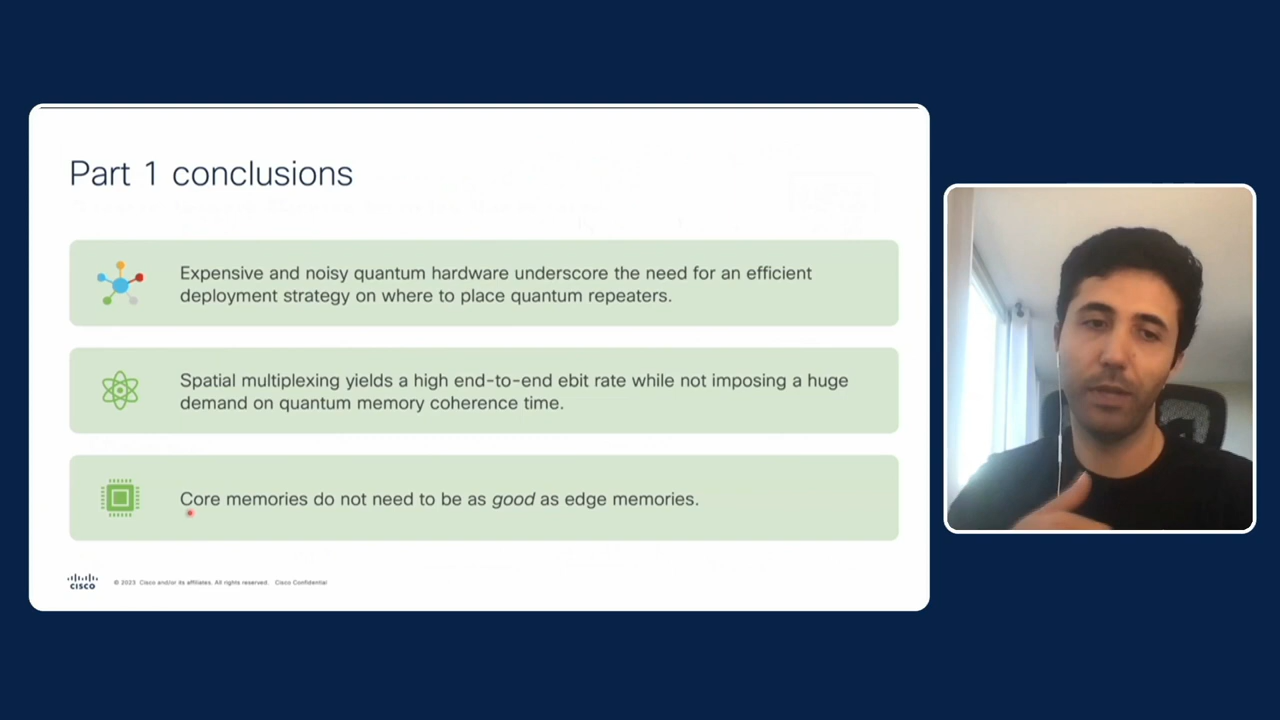 Part 1 conclusions
Expensive and noisy quantum hardware underscore the need for an efficient
deployment strategy on where to place quantum repeaters.
Spatial multiplexing yields a high end-to-end ebit rate while not imposing a huge
demand on quantum memory coherence time.
Core memories do not need to be as good as edge memories.
CISCO
© 2023 Cisco and/or its affiliates. All rights reserved. Cisco Confidential